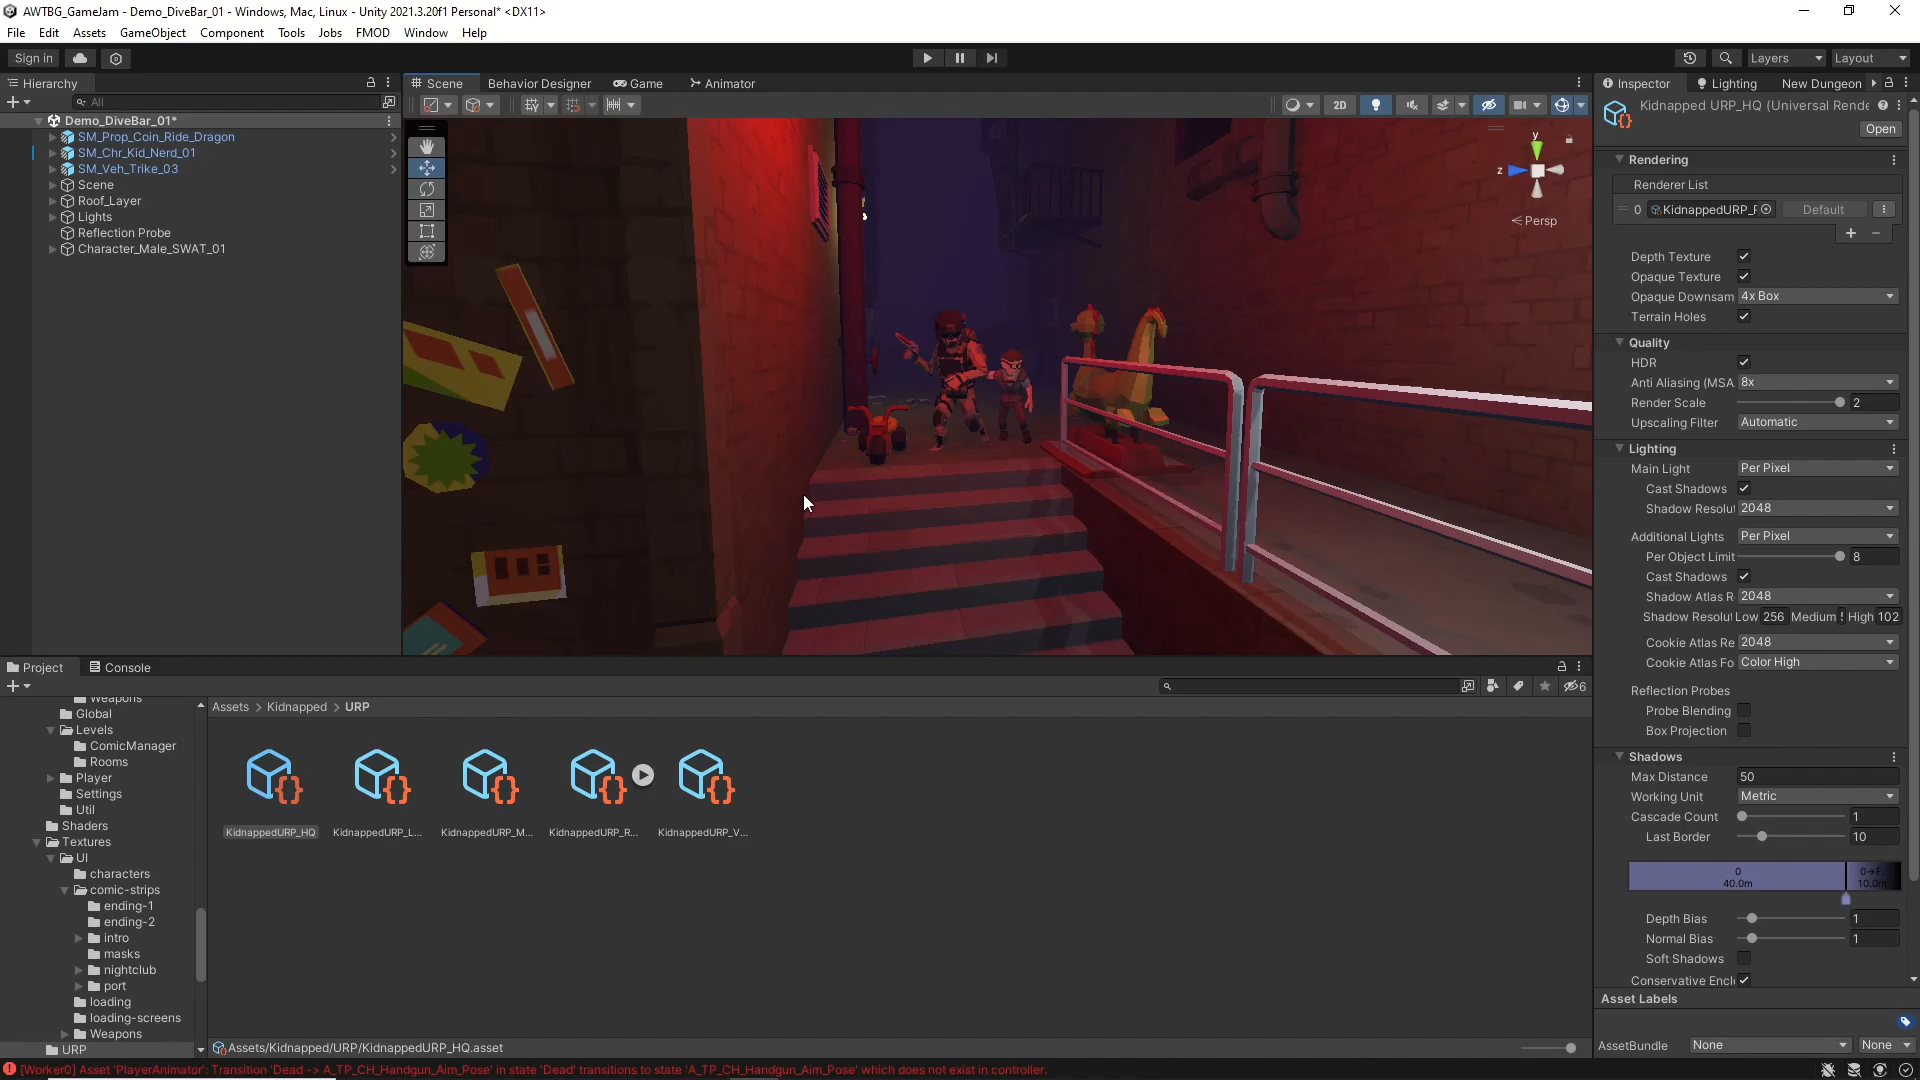 AWTBG_GameJam - Demo_DiveBar_01 - Windows, Mac, Linux - Unity 2021.3.20f1 Personal* <DX11>
File Edit Assets GameObject Component Tools Jobs FMOD Window Help
Sign in Layers Layout
Hierarchy
All
Demo_DiveBar_01*
SM_Prop_Coin_Ride_Dragon
SM_Chr_Kid_Nerd_01
SM_Veh_Trike_03
Scene
Roof_Layer
Lights
Reflection Probe
Character_Male_SWAT_01
Scene Behavior Designer Game Animator
2D
y
z
Persp
Inspector Lighting New Dungeon
Kidnapped URP_HQ (Universal Rende
Open
Rendering
Renderer List
0 KidnappedURP_F Default
Depth Texture
Opaque Texture
Opaque Downsam 4x Box
Terrain Holes
Quality
HDR
Anti Aliasing (MSA 8x
Render Scale 2
Upscaling Filter Automatic
Lighting
Main Light Per Pixel
Cast Shadows
Shadow Resolut 2048
Additional Lights Per Pixel
Per Object Limit 8
Cast Shadows
Shadow Atlas R 2048
Shadow Resolut Low 256 Medium High 102
Cookie Atlas Re 2048
Cookie Atlas Fo Color High
Reflection Probes
Probe Blending
Box Projection
Shadows
Max Distance 50
Working Unit Metric
Cascade Count 1
Last Border 10
0 0→F.
40.0m 10.0m
Depth Bias 1
Normal Bias 1
Soft Shadows
Conservative Encl
Asset Labels
AssetBundle None None
Project Console
6
Weapons
Global
Levels
ComicManager
Rooms
Player
Settings
Util
Shaders
Textures
UI
characters
comic-strips
ending-1
ending-2
intro
masks
nightclub
port
loading
loading-screens
Weapons
URP
Assets > Kidnapped > URP
KidnappedURP_HQ KidnappedURP_L... KidnappedURP_M... KidnappedURP_R... KidnappedURP_V...
Assets/Kidnapped/URP/KidnappedURP_HQ.asset
[Worker0] Asset 'PlayerAnimator': Transition 'Dead -> A_TP_CH_Handgun_Aim_Pose' in state 'Dead' transitions to state 'A_TP_CH_Handgun_Aim_Pose' which does not exist in controller.